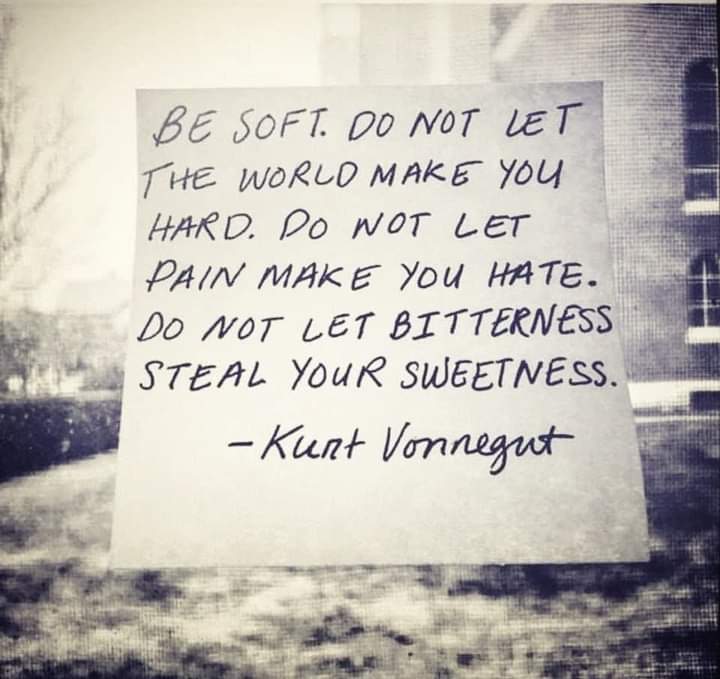 BE SOFT. DO NOT LET
THE WORLD MAKE YOU
HARD. DO NOT LET
PAIN MAKE YOU HATE.
DO NOT LET BITTERNESS
STEAL YOUR SWEETNESS.
-Kurt Vonnegut